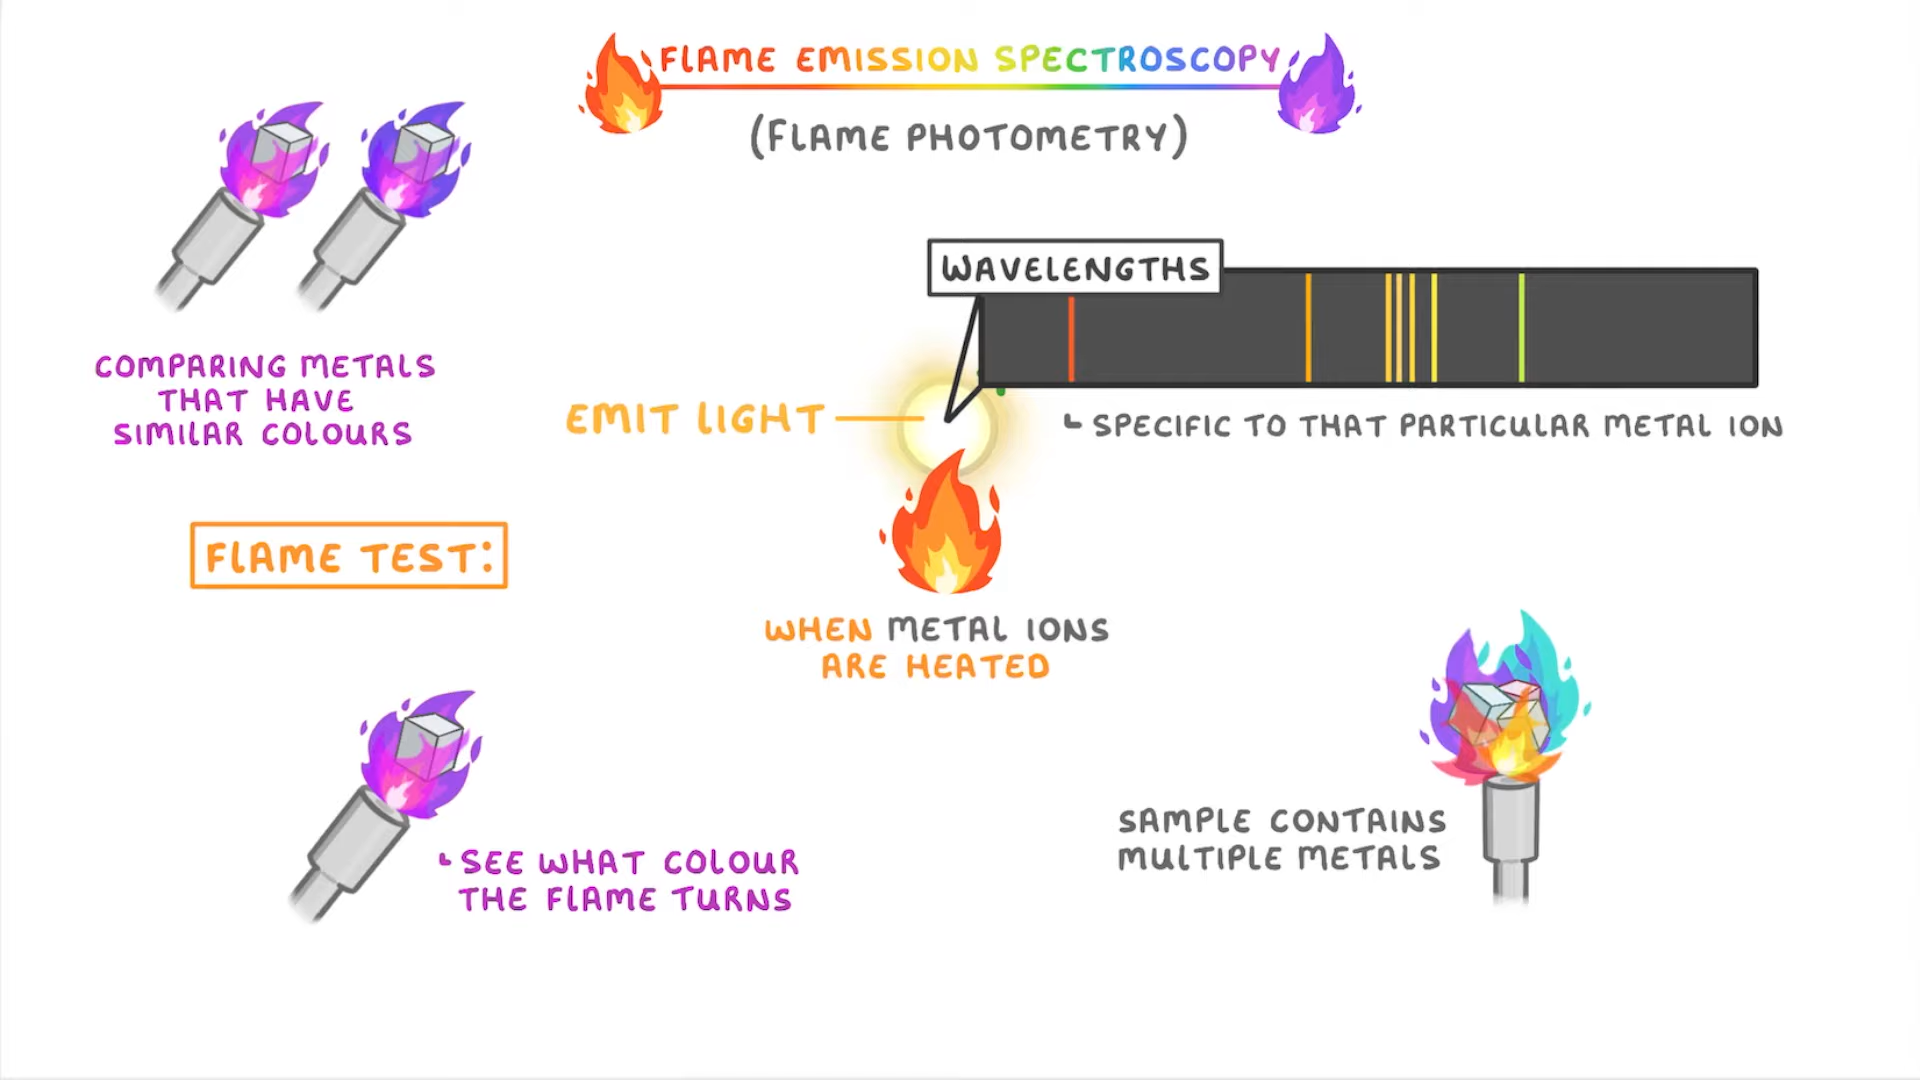 FLAME EMISSION SPECTROSCOPY
(FLAME PHOTOMETRY)
WAVELENGTHS
COMPARING METALS
THAT HAVE
SIMILAR COLOURS
EMIT LIGHT
SPECIFIC TO THAT PARTICULAR METAL ION
FLAME TEST:
WHEN METAL IONS
ARE HEATED
SEE WHAT COLOUR
THE FLAME TURNS
SAMPLE CONTAINS
MULTIPLE METALS